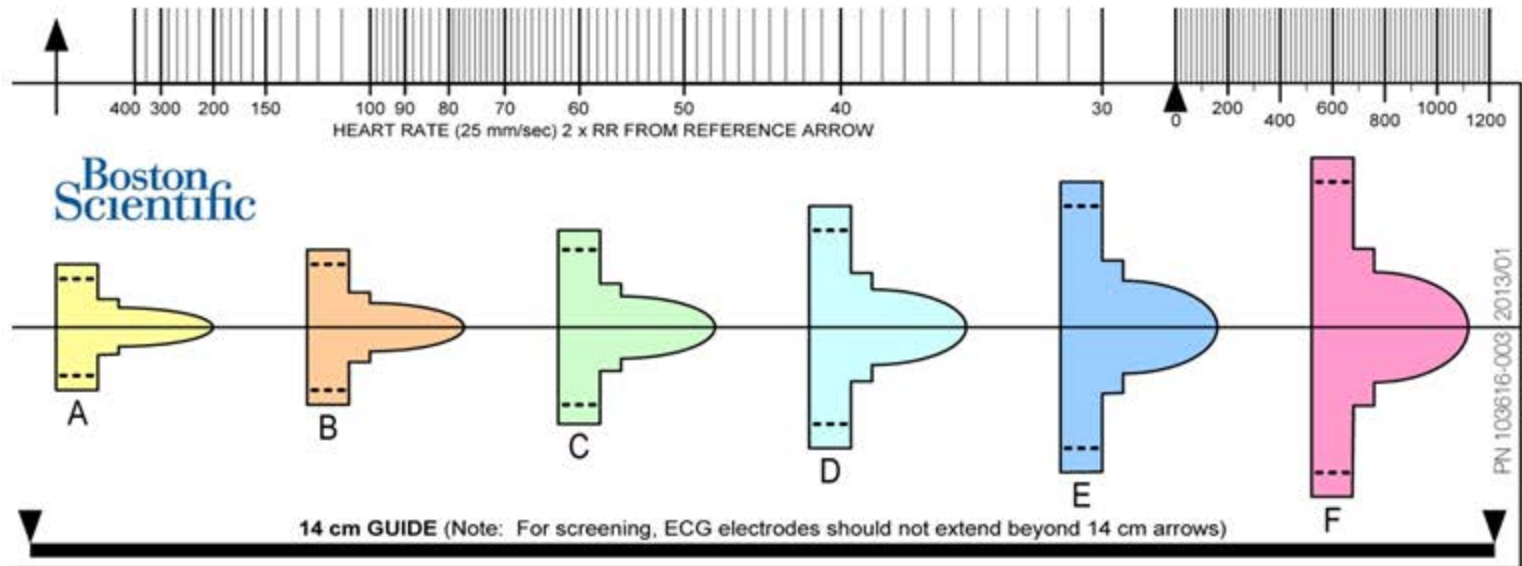 400 300 200 150 100 90 80 70 60 50 40 30
0 200 400 600 800 1000 1200
HEART RATE (25 mm/sec) 2 x RR FROM REFERENCE ARROW
Boston
Scientific
A
B
C
D
E
F
PN 103616-003 2013/01
14 cm GUIDE (Note: For screening, ECG electrodes should not extend beyond 14 cm arrows)